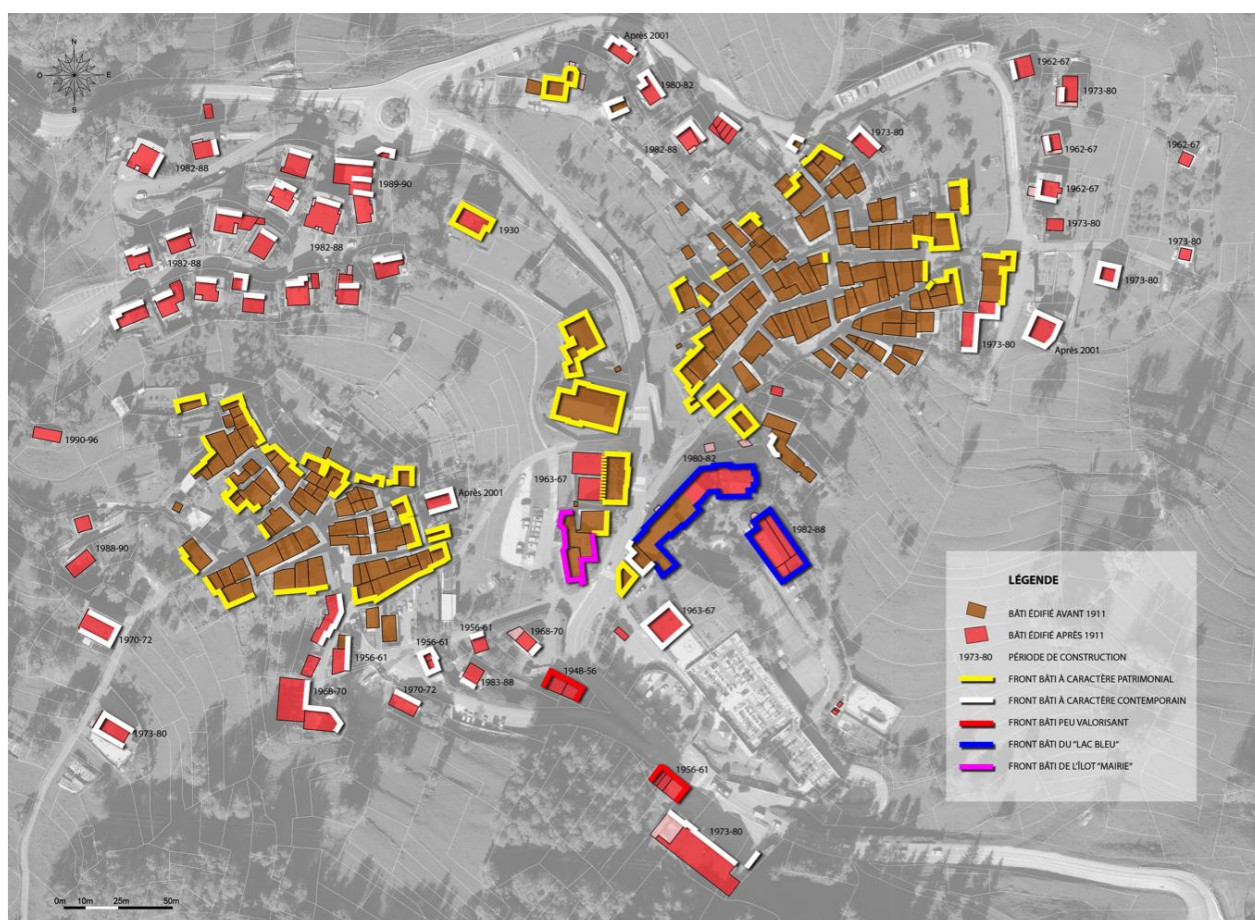 N
O
E
S
Après 2001
1980-82
1962-67
1973-80
1982-88
1973-80
1982-88
1962-67
1962-67
1989-90
1962-67
1930
1973-80
1982-88
1973-80
1982-88
1973-80
1973-80
Après 2001
1990-96
1980-82
1963-67
Après 2001
1982-88
1988-90
LÉGENDE
BÂTI ÉDIFIÉ AVANT 1911
BÂTI ÉDIFIÉ APRÈS 1911
1973-80 PÉRIODE DE CONSTRUCTION
FRONT BÂTI À CARACTÈRE PATRIMONIAL
FRONT BÂTI À CARACTÈRE CONTEMPORAIN
FRONT BÂTI PEU VALORISANT
FRONT BÂTI DU "LAC BLEU"
FRONT BÂTI DE L'ÎLOT "MAIRIE"
1963-67
1970-72
1956-61
1968-70
1956-61
1956-61
1948-56
1983-88
1968-70
1970-72
1973-80
1956-61
1973-80
0m 10m 25m 50m